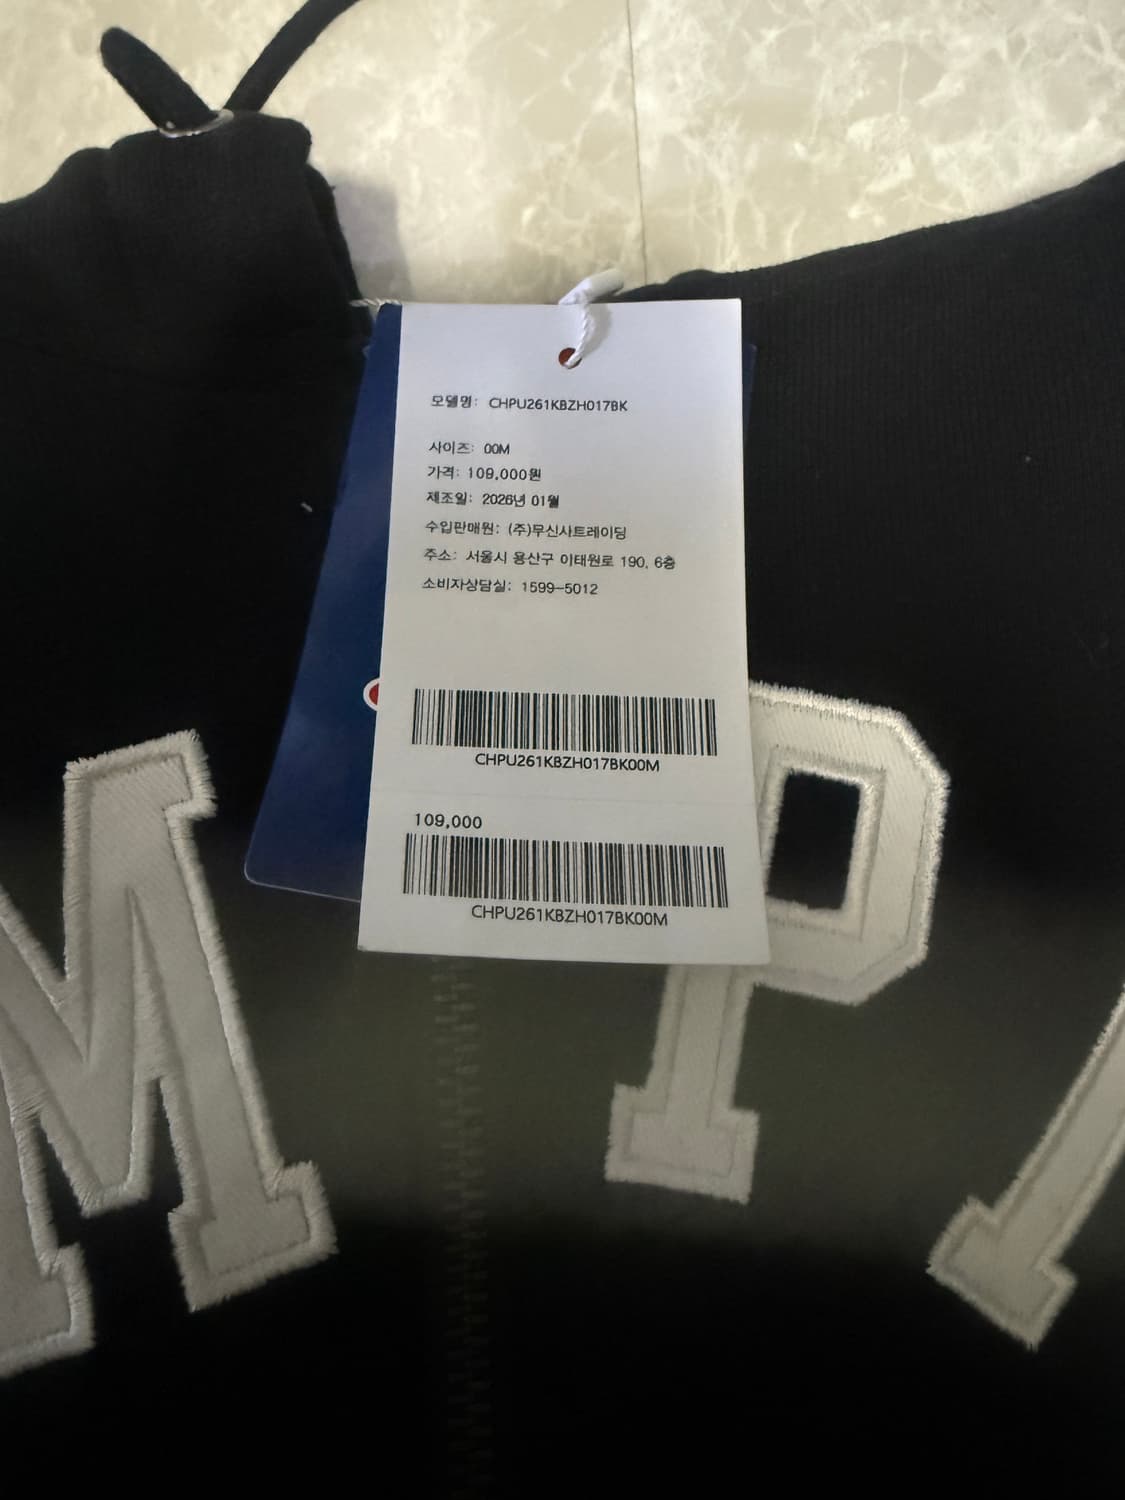 모델명: CHPU261KBZH017BK
사이즈: 00M
가격: 109,000원
제조일: 2026년 01월
수입판매원: (주)무신사트레이딩
주소: 서울시 용산구 이태원로 190, 6층
소비자상담실: 1599-5012
CHPU261KBZH017BK00M
109,000
CHPU261KBZH017BK00M
M P